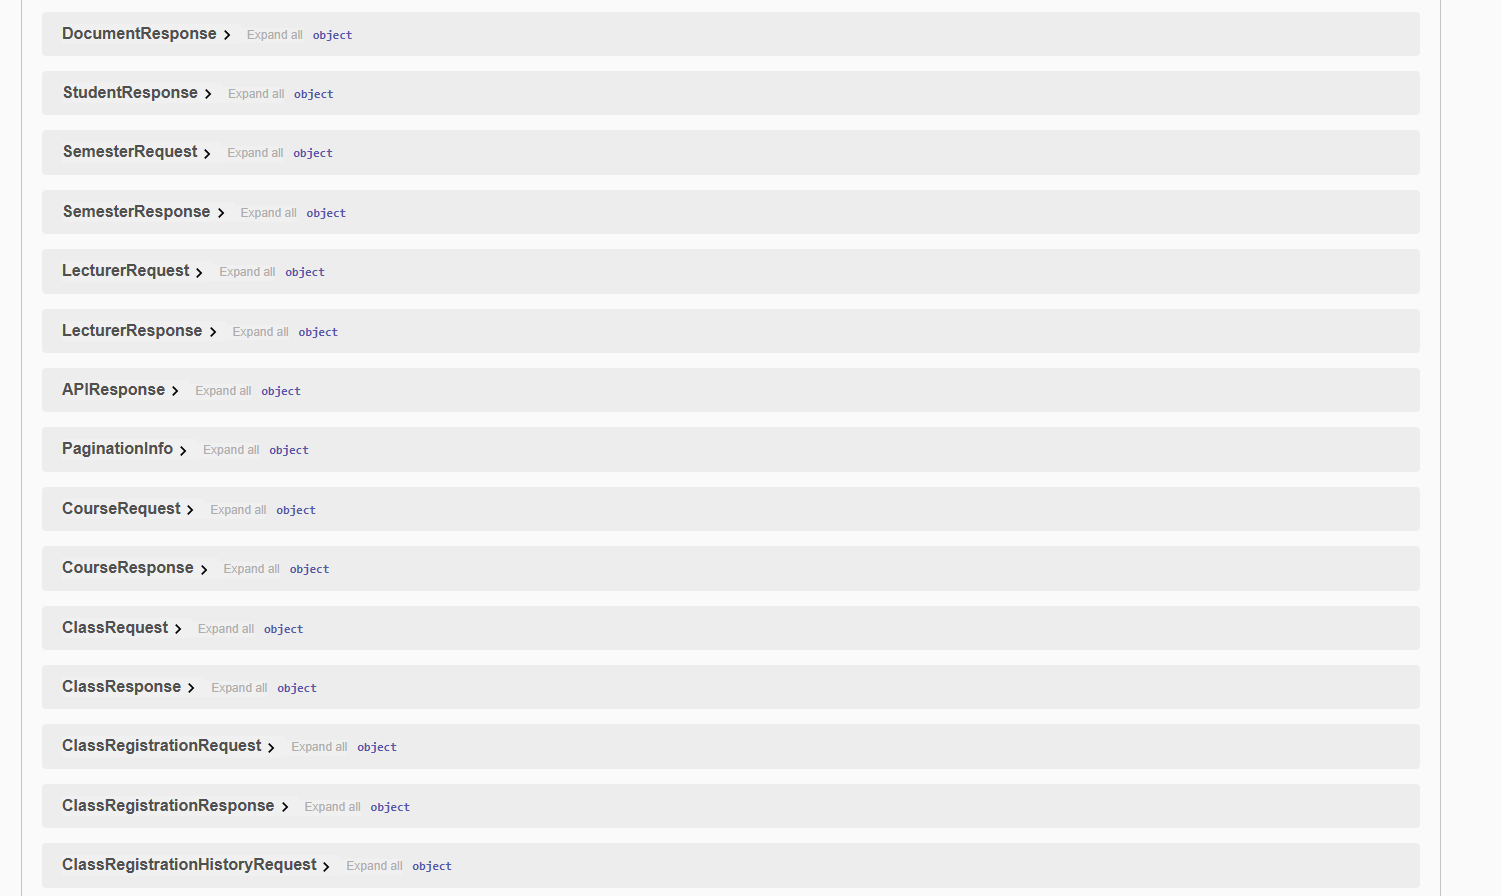 DocumentResponse Expand all object
StudentResponse Expand all object
SemesterRequest Expand all object
SemesterResponse Expand all object
LecturerRequest Expand all object
LecturerResponse Expand all object
APIResponse Expand all object
PaginationInfo Expand all object
CourseRequest Expand all object
CourseResponse Expand all object
ClassRequest Expand all object
ClassResponse Expand all object
ClassRegistrationRequest Expand all object
ClassRegistrationResponse Expand all object
ClassRegistrationHistoryRequest Expand all object